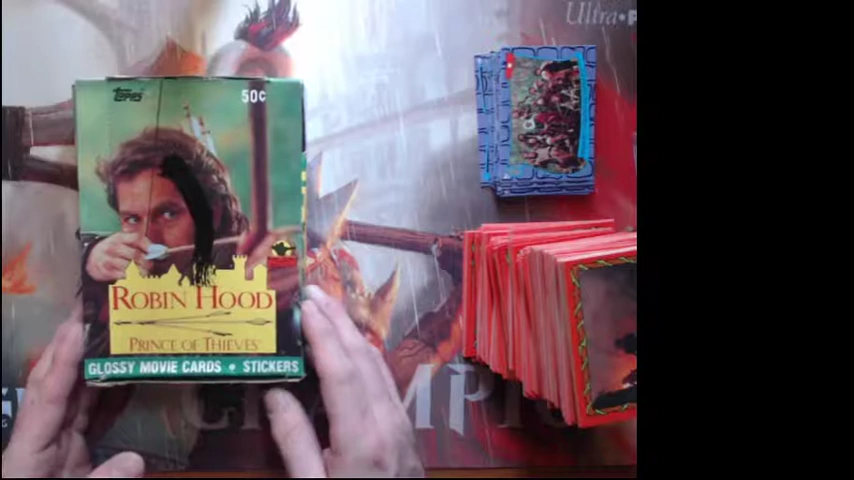 Ultra•P
Topps
50¢
ROBIN HOOD
PRINCE OF THIEVES
GLOSSY MOVIE CARDS • STICKERS